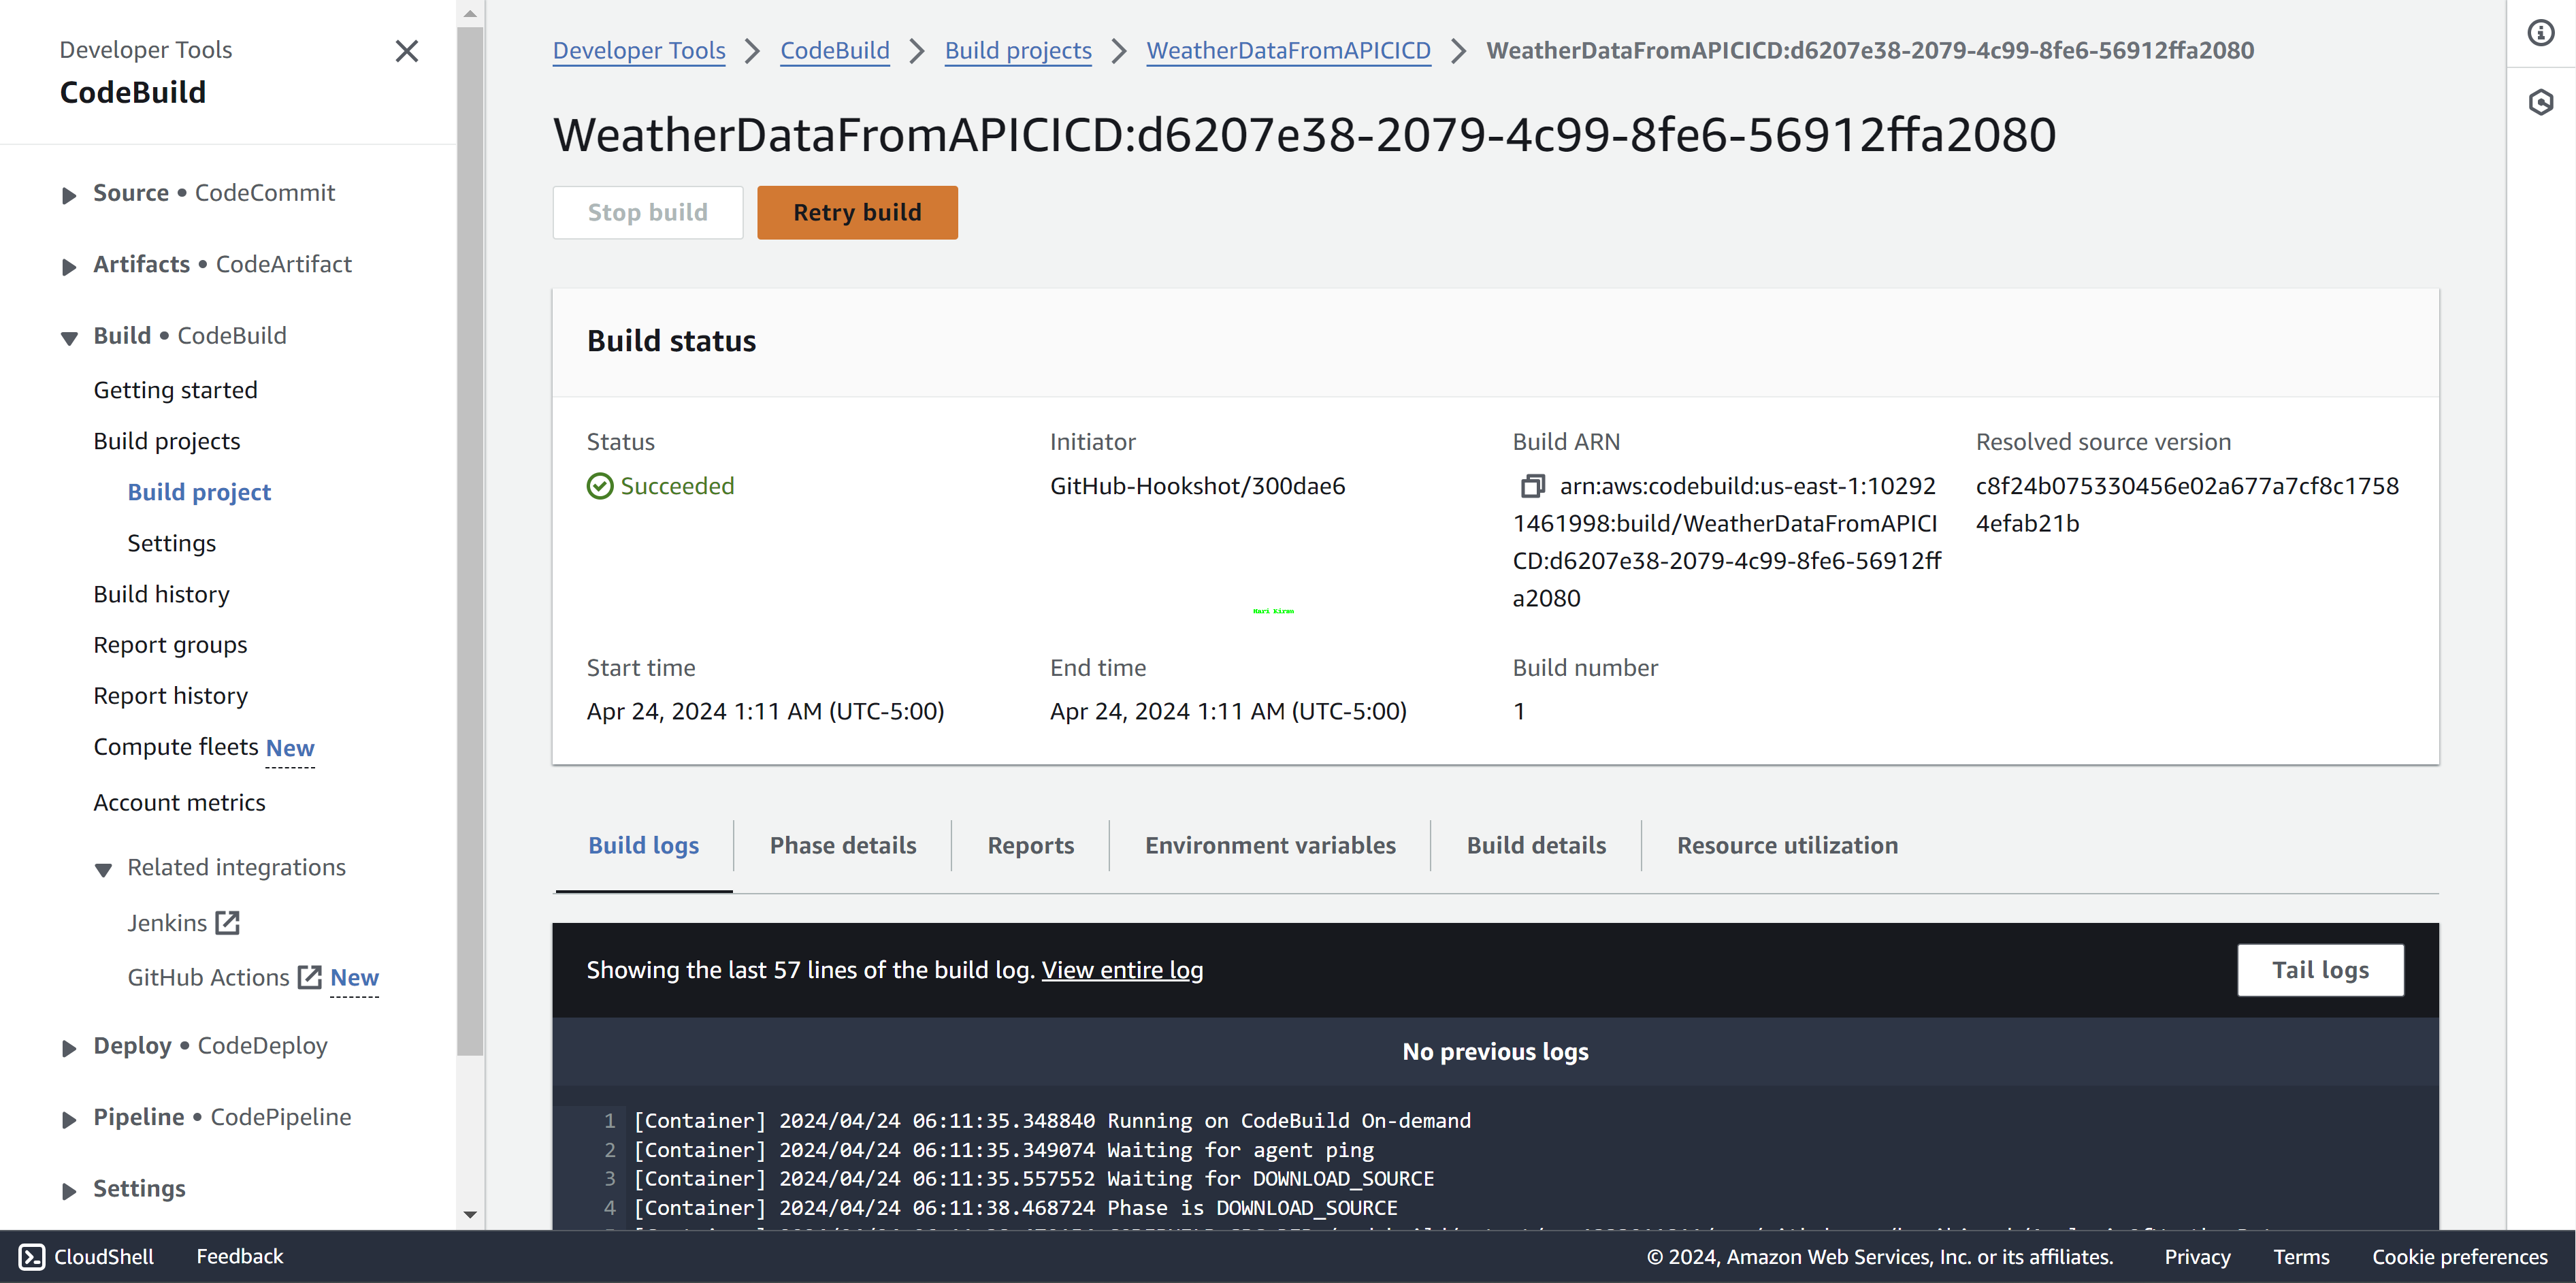 Developer Tools
CodeBuild
Source • CodeCommit
Artifacts • CodeArtifact
Build • CodeBuild
Getting started
Build projects
Build project
Settings
Build history
Report groups
Report history
Compute fleets New
Account metrics
Related integrations
Jenkins
GitHub Actions New
Deploy • CodeDeploy
Pipeline • CodePipeline
Settings
Developer Tools > CodeBuild > Build projects > WeatherDataFromAPICICD > WeatherDataFromAPICICD:d6207e38-2079-4c99-8fe6-56912ffa2080
WeatherDataFromAPICICD:d6207e38-2079-4c99-8fe6-56912ffa2080
Stop build Retry build
Build status
Status
Succeeded
Initiator
GitHub-Hookshot/300dae6
Build ARN
arn:aws:codebuild:us-east-1:10292
1461998:build/WeatherDataFromAPICI
CD:d6207e38-2079-4c99-8fe6-56912ff
a2080
Resolved source version
c8f24b075330456e02a677a7cf8c1758
4efab21b
Hari Kiran
Start time
Apr 24, 2024 1:11 AM (UTC-5:00)
End time
Apr 24, 2024 1:11 AM (UTC-5:00)
Build number
1
Build logs Phase details Reports Environment variables Build details Resource utilization
Showing the last 57 lines of the build log. View entire log
Tail logs
No previous logs
1 [Container] 2024/04/24 06:11:35.348840 Running on CodeBuild On-demand
2 [Container] 2024/04/24 06:11:35.349074 Waiting for agent ping
3 [Container] 2024/04/24 06:11:35.557552 Waiting for DOWNLOAD_SOURCE
4 [Container] 2024/04/24 06:11:38.468724 Phase is DOWNLOAD_SOURCE
CloudShell Feedback © 2024, Amazon Web Services, Inc. or its affiliates. Privacy Terms Cookie preferences